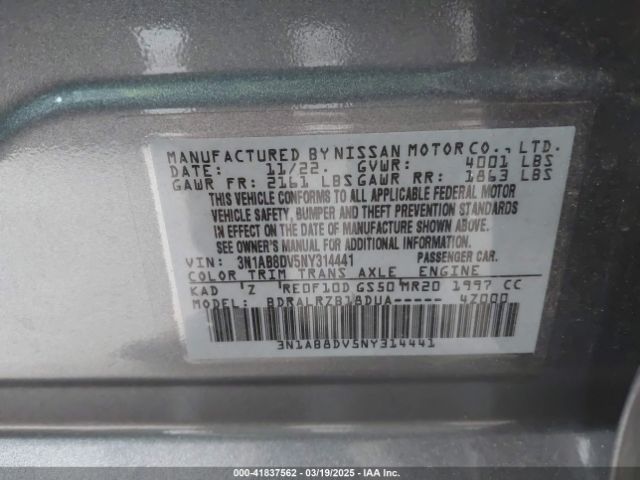 MANUFACTURED BY NISSAN MOTOR CO., LTD.
DATE: 11/22. GVWR: 4001 LBS
GAWR FR: 2161 LBS GAWR RR: 1863 LBS
THIS VEHICLE CONFORMS TO ALL APPLICABLE FEDERAL MOTOR
VEHICLE SAFETY, BUMPER AND THEFT PREVENTION STANDARDS
IN EFFECT ON THE DATE OF MANUFACTURE SHOWN ABOVE.
SEE OWNER'S MANUAL FOR ADDITIONAL INFORMATION.
VIN: 3N1AB8DV5NY314441 PASSENGER CAR.
COLOR TRIM TRANS AXLE ENGINE
KAD Z RE0F10D GS50 MR20 1997 CC
MODEL: BDRALRZB18DUA----- 4Z000
3N1AB8DV5NY314441
000-41837562 | 03/19/2025 | IAA Inc.